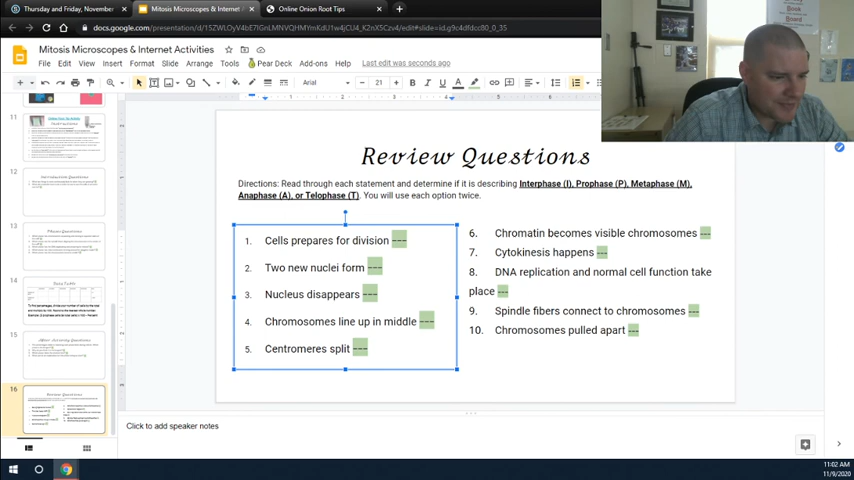 Thursday and Friday, November
Mitosis Microscopes & Internet
Online Onion Root Tips
docs.google.com/presentation/d/15ZWLOyV4bE7IGnLMNVQHMYmKdU1w4jCU4_K2nX5Czv4/edit#slide=id.g9c4dfdcc80_0_35
Mitosis Microscopes & Internet Activities
File Edit View Insert Format Slide Arrange Tools Pear Deck Add-ons Help Last edit was seconds ago
Arial 21 B I U A
11
12
13
14
15
16
Review Questions
Directions: Read through each statement and determine if it is describing Interphase (I), Prophase (P), Metaphase (M),
Anaphase (A), or Telophase (T). You will use each option twice.
1. Cells prepares for division ---
2. Two new nuclei form ---
3. Nucleus disappears ---
4. Chromosomes line up in middle ---
5. Centromeres split ---
6. Chromatin becomes visible chromosomes ---
7. Cytokinesis happens ---
8. DNA replication and normal cell function take
place ---
9. Spindle fibers connect to chromosomes ---
10. Chromosomes pulled apart ---
Click to add speaker notes
11:02 AM
11/9/2020